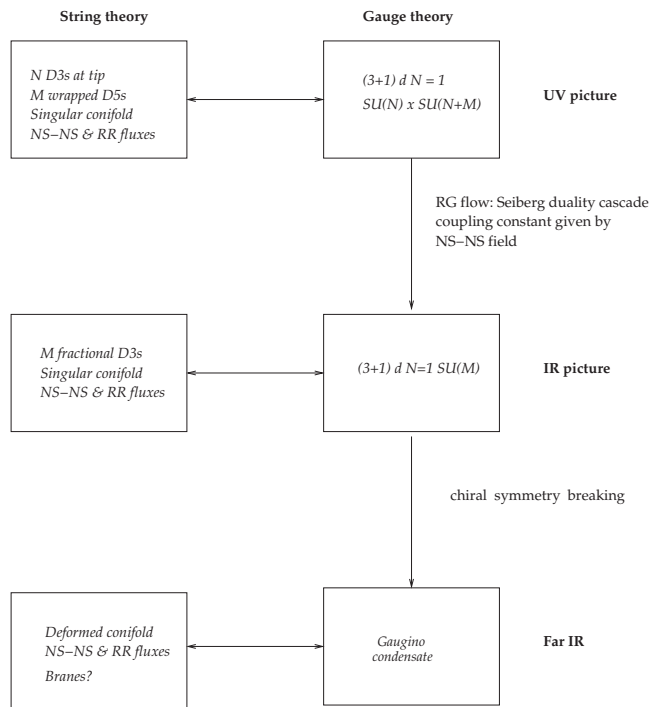 String theory
Gauge theory
N D3s at tip
M wrapped D5s
Singular conifold
NS–NS & RR fluxes
(3+1) d N = 1
SU(N) x SU(N+M)
UV picture
RG flow: Seiberg duality cascade
coupling constant given by
NS–NS field
M fractional D3s
Singular conifold
NS–NS & RR fluxes
(3+1) d N=1 SU(M)
IR picture
chiral symmetry breaking
Deformed conifold
NS–NS & RR fluxes
Branes?
Gaugino
condensate
Far IR